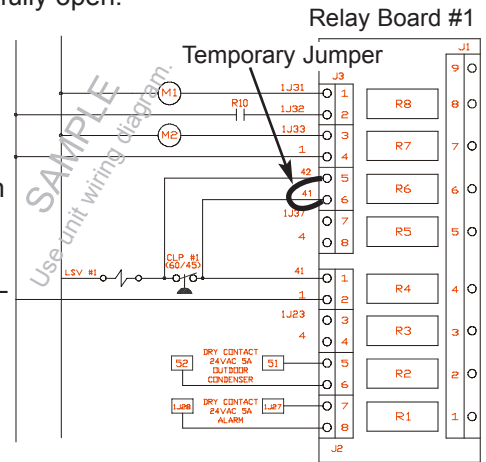 fully open.
Relay Board #1
Temporary Jumper
SAMPLE
Use unit wiring diagram.
J3
J1
M1
1J31
1
R8
9
R10
1J32
2
8
M2
1J33
3
R7
7
1
4
42
5
R6
6
41
6
1J37
7
R5
5
4
8
LSV #1
CLP #1
(60/45)
41
1
R4
4
1
2
1J23
3
R3
3
4
4
52
DRY CONTACT
24VAC 5A
OUTDOOR
CONDENSER
51
5
R2
2
6
1J28
DRY CONTACT
24VAC 5A
ALARM
1J27
7
R1
1
8
J2